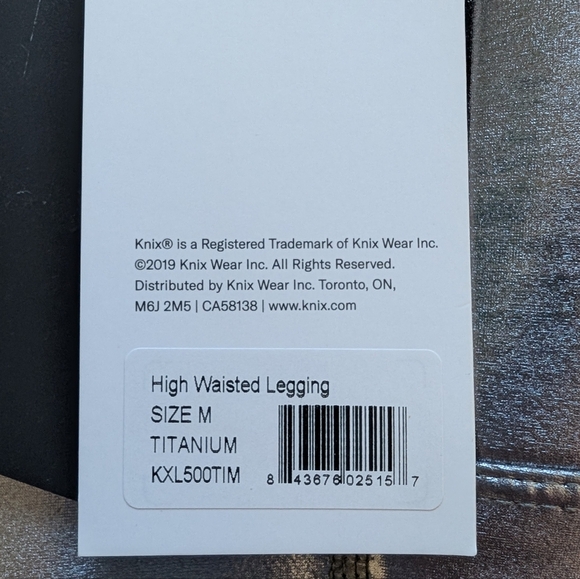 Knix® is a Registered Trademark of Knix Wear Inc.
©2019 Knix Wear Inc. All Rights Reserved.
Distributed by Knix Wear Inc. Toronto, ON,
M6J 2M5 | CA58138 | www.knix.com
High Waisted Legging
SIZE M
TITANIUM
KXL500TIM
8 43676 02515 7